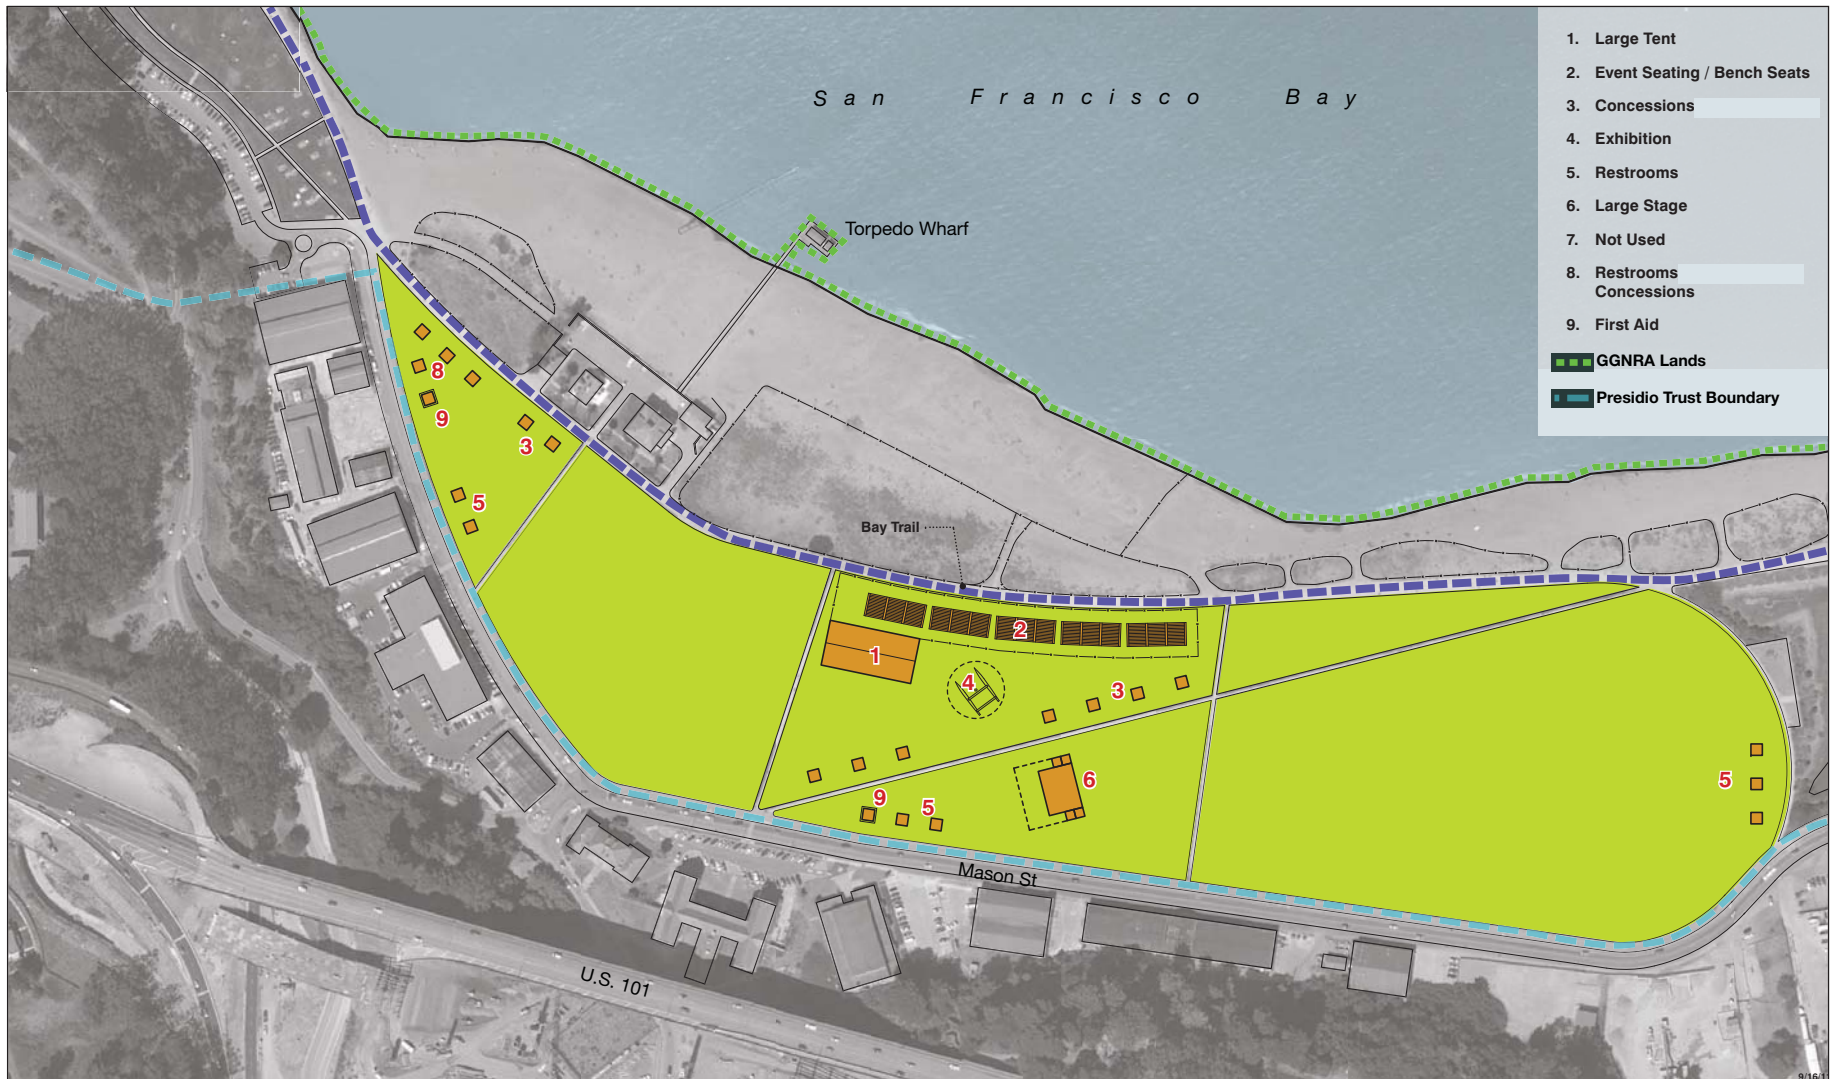 San Francisco Bay
1. Large Tent
2. Event Seating / Bench Seats
3. Concessions
4. Exhibition
5. Restrooms
6. Large Stage
7. Not Used
8. Restrooms
Concessions
9. First Aid
GGNRA Lands
Presidio Trust Boundary
Torpedo Wharf
8
9
3
5
Bay Trail
2
1
4
3
6
9
5
5
Mason St
U.S. 101